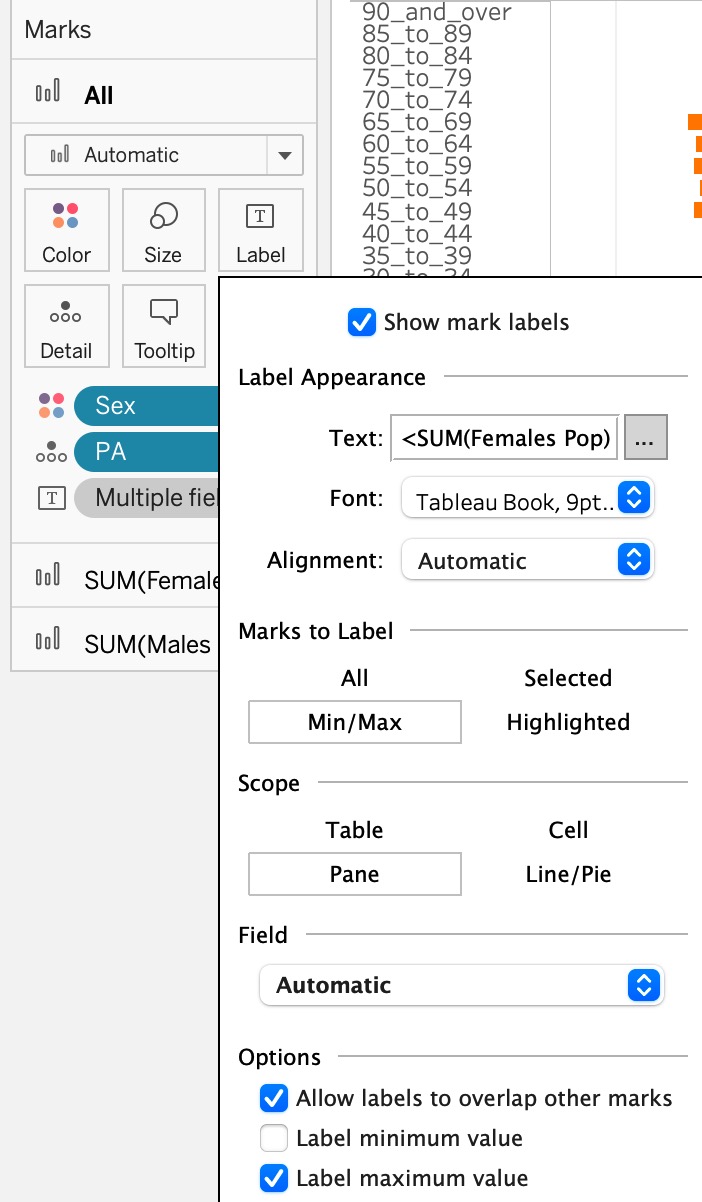 Marks
All
Automatic
Color
Size
T
Label
Detail
Tooltip
Sex
PA
T
Multiple fiel
SUM(Female
SUM(Males
90_and_over
85_to_89
80_to_84
75_to_79
70_to_74
65_to_69
60_to_64
55_to_59
50_to_54
45_to_49
40_to_44
35_to_39
30_to_34
Show mark labels
Label Appearance
Text: <SUM(Females Pop) ...
Font: Tableau Book, 9pt..
Alignment: Automatic
Marks to Label
All Selected
Min/Max Highlighted
Scope
Table Cell
Pane Line/Pie
Field
Automatic
Options
Allow labels to overlap other marks
Label minimum value
Label maximum value